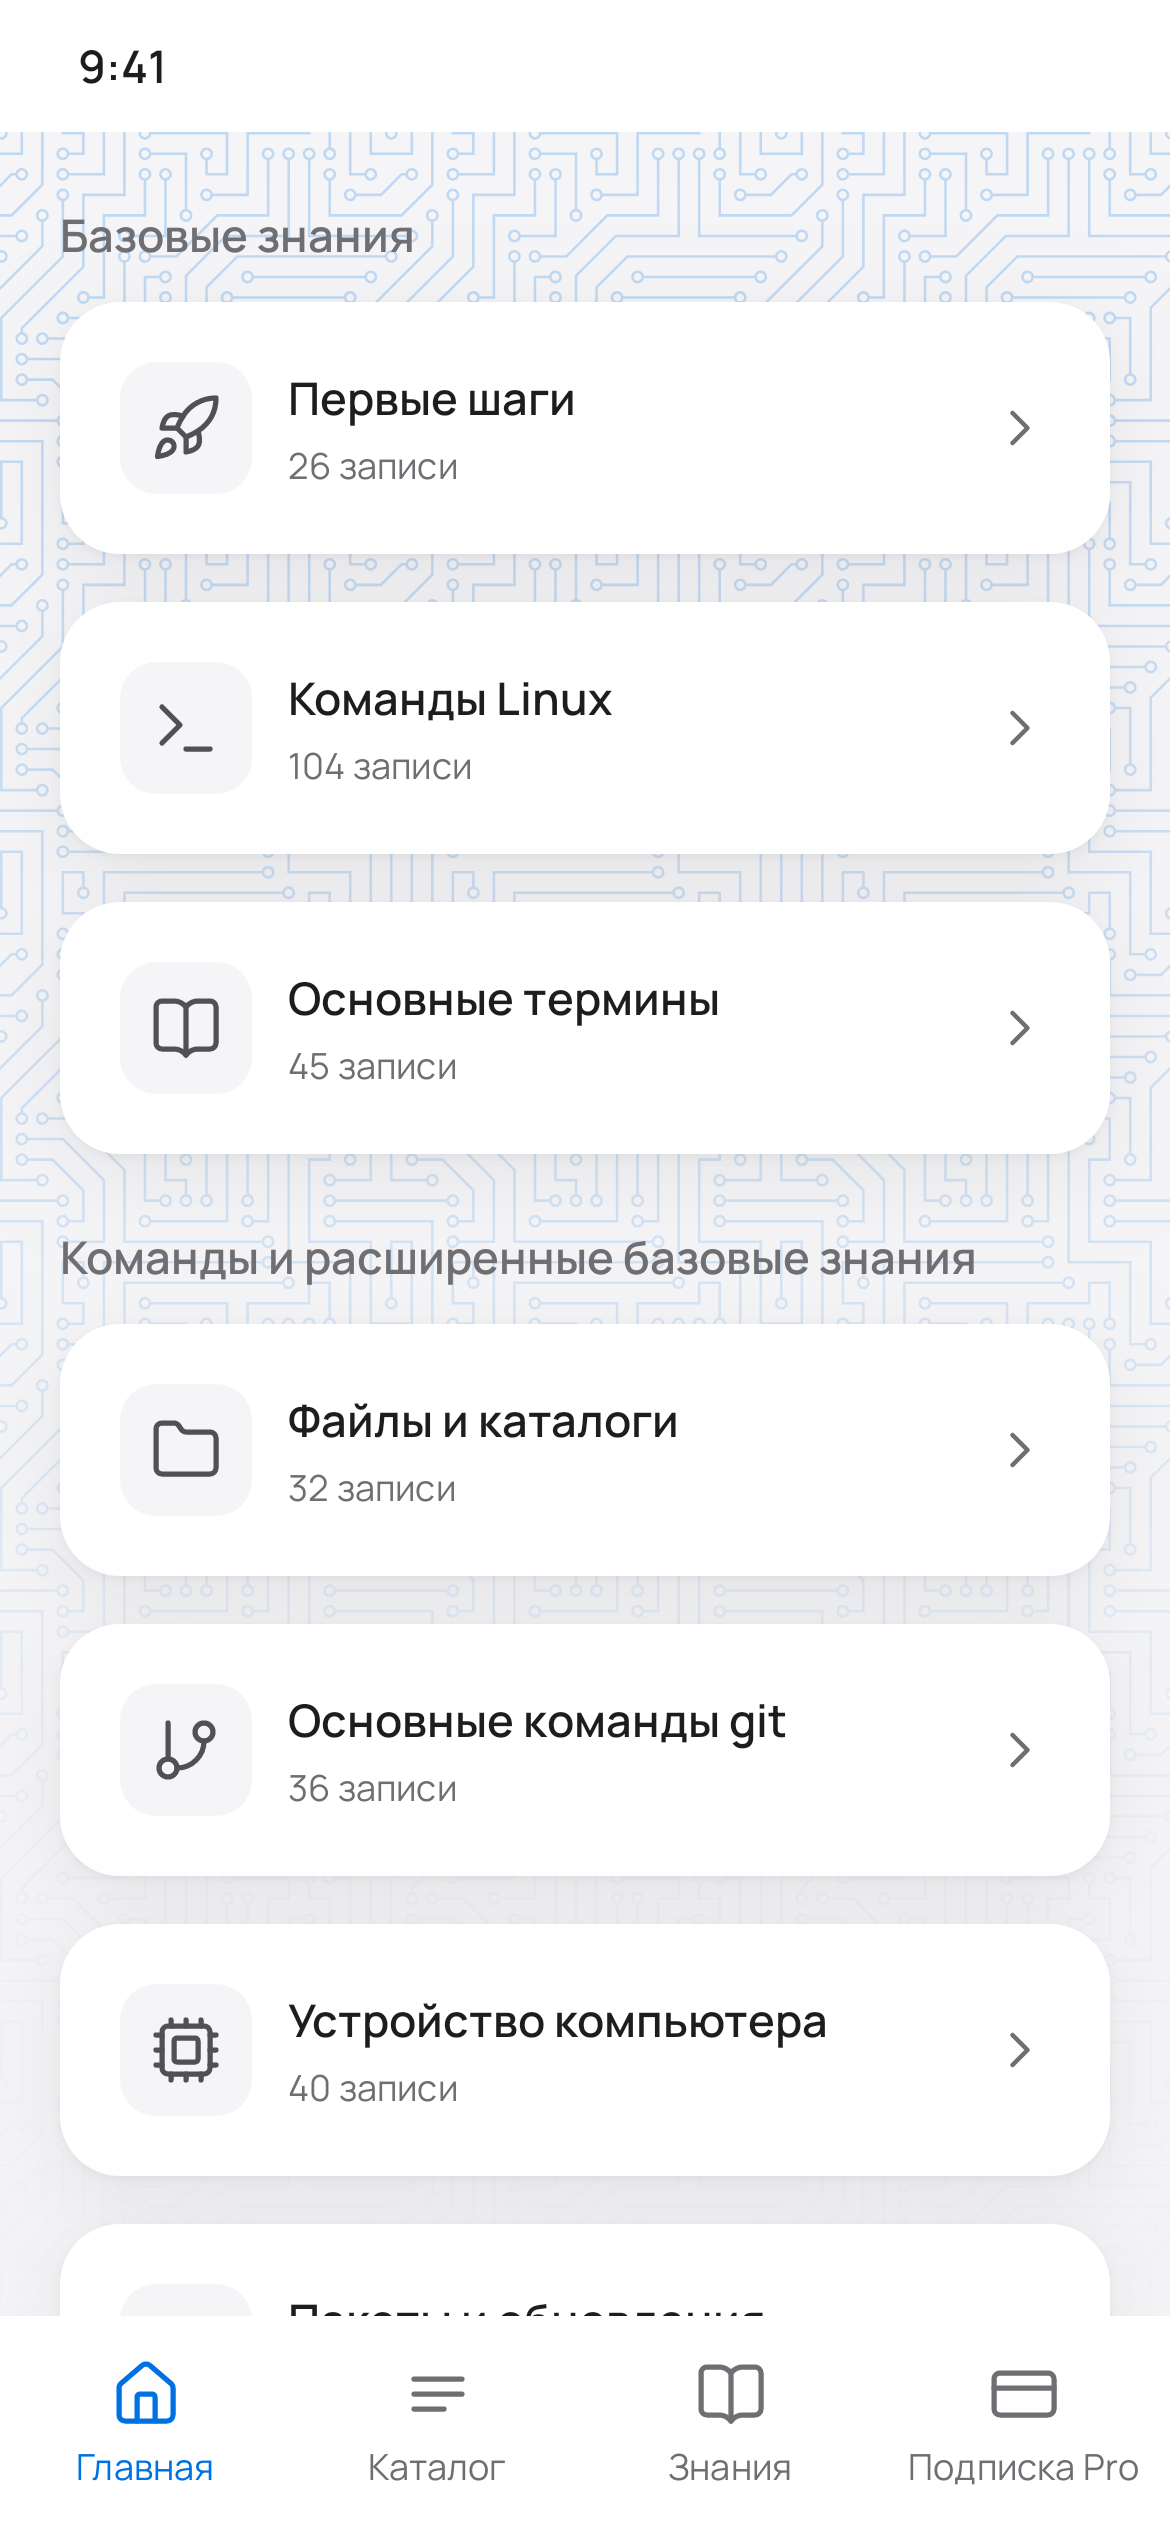 9:41
Базовые знания
Первые шаги
26 записи
Команды Linux
104 записи
Основные термины
45 записи
Команды и расширенные базовые знания
Файлы и каталоги
32 записи
Основные команды git
36 записи
Устройство компьютера
40 записи
Пакеты и обновления
Главная
Каталог
Знания
Подписка Pro